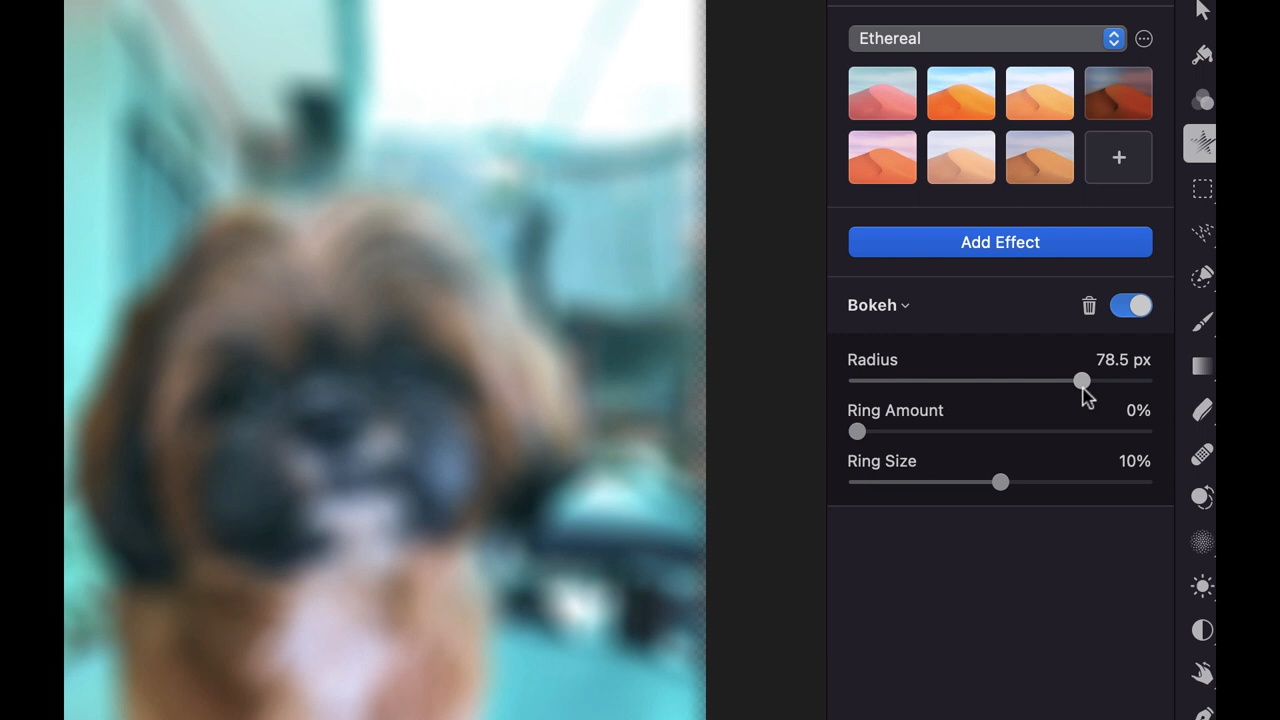 Ethereal
Add Effect
Bokeh
Radius 78.5 px
Ring Amount 0%
Ring Size 10%